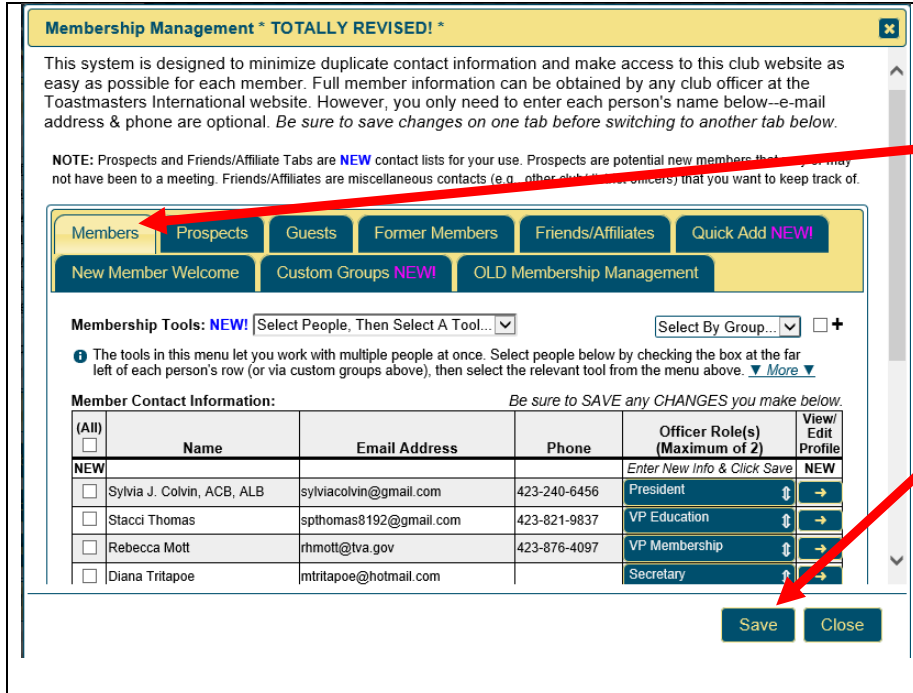 Membership Management * TOTALLY REVISED! *
This system is designed to minimize duplicate contact information and make access to this club website as
easy as possible for each member. Full member information can be obtained by any club officer at the
Toastmasters International website. However, you only need to enter each person's name below--e-mail
address & phone are optional. Be sure to save changes on one tab before switching to another tab below.
NOTE: Prospects and Friends/Affiliate Tabs are NEW contact lists for your use. Prospects are potential new members that may
not have been to a meeting. Friends/Affiliates are miscellaneous contacts (e.g., other officers) that you want to keep track of.
Members Prospects Guests Former Members Friends/Affiliates Quick Add NEW!
New Member Welcome Custom Groups NEW! OLD Membership Management
Membership Tools: NEW! Select People, Then Select A Tool... Select By Group... +
The tools in this menu let you work with multiple people at once. Select people below by checking the box at the far
left of each person's row (or via custom groups above), then select the relevant tool from the menu above. ▼ More ▼
Member Contact Information: Be sure to SAVE any CHANGES you make below.
(All) Name Email Address Phone Officer Role(s) (Maximum of 2) View/ Edit Profile
NEW Enter New Info & Click Save NEW
Sylvia J. Colvin, ACB, ALB sylviacolvin@gmail.com 423-240-6456 President
Stacci Thomas spthomas8192@gmail.com 423-821-9837 VP Education
Rebecca Mott rhmott@tva.gov 423-876-4097 VP Membership
Diana Tritapoe mtritapoe@hotmail.com Secretary
Save Close